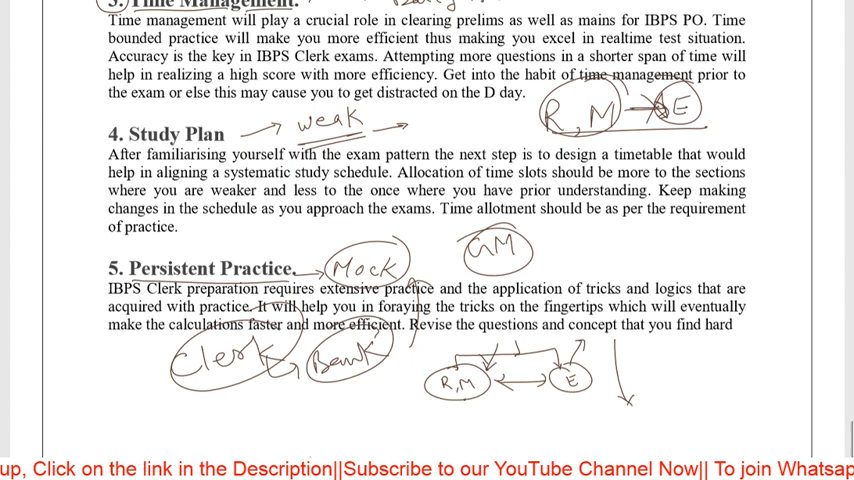 3. Time Management.
Time management will play a crucial role in clearing prelims as well as mains for IBPS PO. Time
bounded practice will make you more efficient thus making you excel in realtime test situation.
Accuracy is the key in IBPS Clerk exams. Attempting more questions in a shorter span of time will
help in realizing a high score with more efficiency. Get into the habit of time management prior to
the exam or else this may cause you to get distracted on the D day.
R, M E
weak
4. Study Plan
After familiarising yourself with the exam pattern the next step is to design a timetable that would
help in aligning a systematic study schedule. Allocation of time slots should be more to the sections
where you are weaker and less to the once where you have prior understanding. Keep making
changes in the schedule as you approach the exams. Time allotment should be as per the requirement
of practice.
GM
5. Persistent Practice. Mock
IBPS Clerk preparation requires extensive practice and the application of tricks and logics that are
acquired with practice. It will help you in foraying the tricks on the fingertips which will eventually
make the calculations faster and more efficient. Revise the questions and concept that you find hard
Clerk Bank
R,M E
up, Click on the link in the Description||Subscribe to our YouTube Channel Now|| To join Whatsap